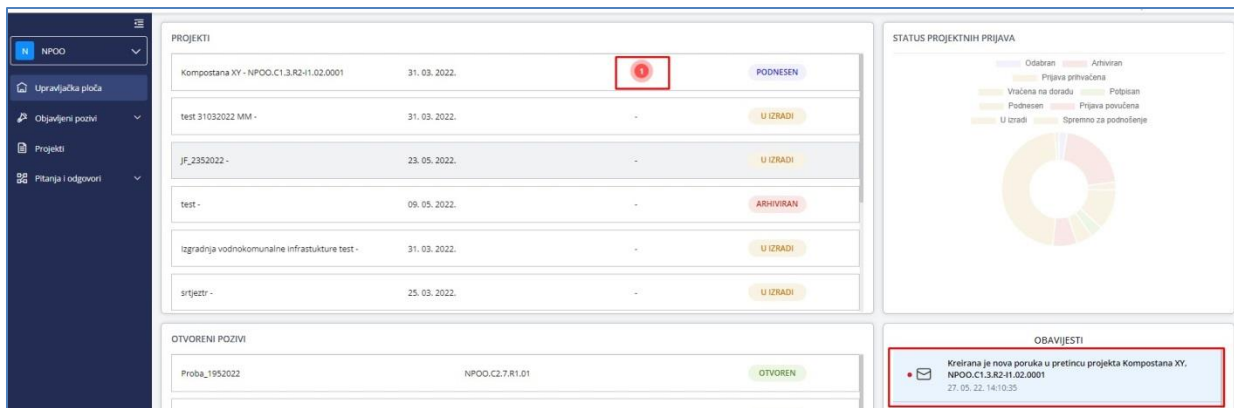 N NPOO
Upravljačka ploča
Objavljeni pozivi
Projekti
Pitanja i odgovori
PROJEKTI
Kompostana XY - NPOO.C1.3.R2-I1.02.0001 31. 03. 2022. 1 PODNESEN
test 31032022 MM - 31. 03. 2022. - U IZRADI
JF_2352022 - 23. 05. 2022. - U IZRADI
test - 09. 05. 2022. - ARHIVIRAN
Izgradnja vodnokomunalne infrastukture test - 31. 03. 2022. - U IZRADI
srtjeztr - 25. 03. 2022. - U IZRADI
STATUS PROJEKTNIH PRIJAVA
Odabran Arhiviran
Prijava prihvaćena
Vraćena na doradu Potpisan
Podnesen Prijava povučena
U izradi Spremno za podnošenje
OTVORENI POZIVI
Proba_1952022 NPOO.C2.7.R1.01 OTVOREN
OBAVIJESTI
Kreirana je nova poruka u pretincu projekta Kompostana XY,
NPOO.C1.3.R2-I1.02.0001
27. 05. 22. 14:10:35